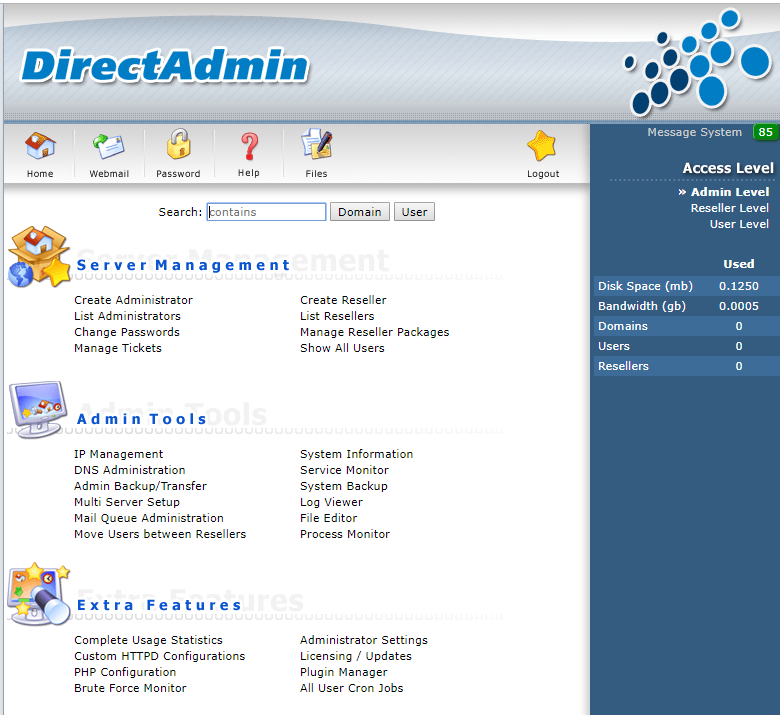 DirectAdmin
Message System 85
Home
Webmail
Password
Help
Files
Logout
Access Level
» Admin Level
Reseller Level
User Level
Used
Disk Space (mb) 0.1250
Bandwidth (gb) 0.0005
Domains 0
Users 0
Resellers 0
Search: contains Domain User
Server Management
Create Administrator
List Administrators
Change Passwords
Manage Tickets
Create Reseller
List Resellers
Manage Reseller Packages
Show All Users
Admin Tools
IP Management
DNS Administration
Admin Backup/Transfer
Multi Server Setup
Mail Queue Administration
Move Users between Resellers
System Information
Service Monitor
System Backup
Log Viewer
File Editor
Process Monitor
Extra Features
Complete Usage Statistics
Custom HTTPD Configurations
PHP Configuration
Brute Force Monitor
Administrator Settings
Licensing / Updates
Plugin Manager
All User Cron Jobs